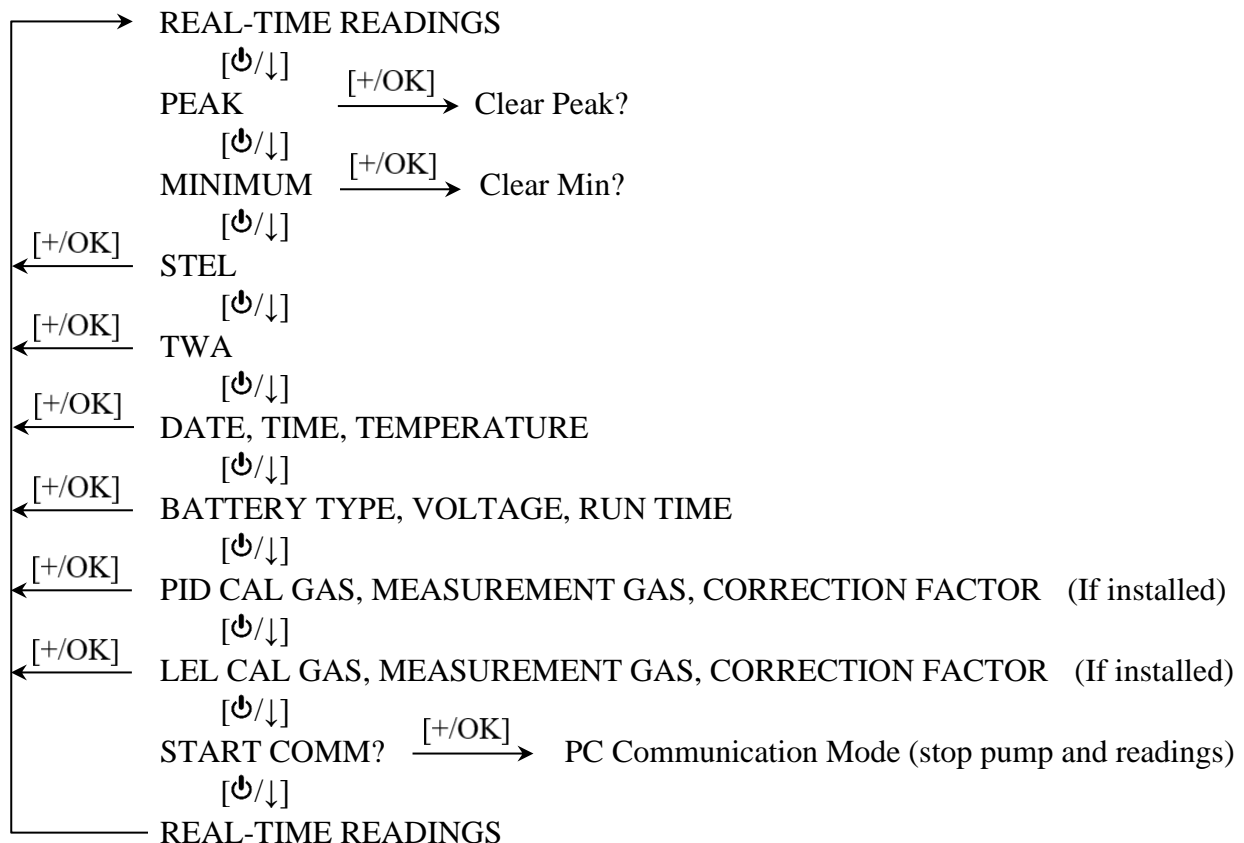 REAL-TIME READINGS
[⏻/↓]
PEAK [+/OK] Clear Peak?
[⏻/↓]
MINIMUM [+/OK] Clear Min?
[⏻/↓]
[+/OK] STEL
[⏻/↓]
[+/OK] TWA
[⏻/↓]
[+/OK] DATE, TIME, TEMPERATURE
[⏻/↓]
[+/OK] BATTERY TYPE, VOLTAGE, RUN TIME
[⏻/↓]
[+/OK] PID CAL GAS, MEASUREMENT GAS, CORRECTION FACTOR (If installed)
[⏻/↓]
[+/OK] LEL CAL GAS, MEASUREMENT GAS, CORRECTION FACTOR (If installed)
[⏻/↓]
START COMM? [+/OK] PC Communication Mode (stop pump and readings)
[⏻/↓]
REAL-TIME READINGS